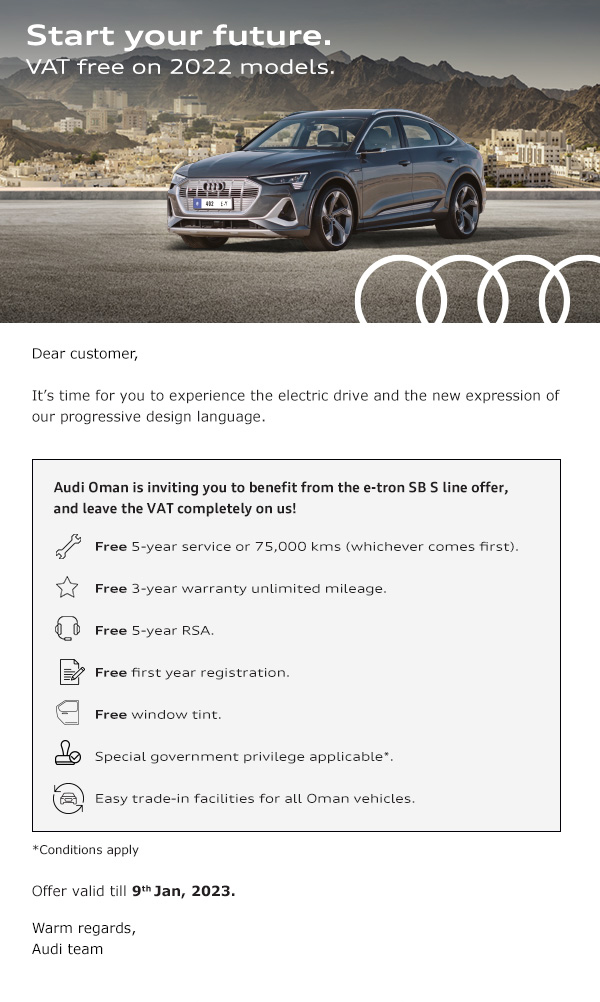 Start your future.
VAT free on 2022 models.
Dear customer,
It’s time for you to experience the electric drive and the new expression of
our progressive design language.
Audi Oman is inviting you to benefit from the e-tron SB S line offer,
and leave the VAT completely on us!
Free 5-year service or 75,000 kms (whichever comes first).
Free 3-year warranty unlimited mileage.
Free 5-year RSA.
Free first year registration.
Free window tint.
Special government privilege applicable*.
Easy trade-in facilities for all Oman vehicles.
*Conditions apply
Offer valid till 9th Jan, 2023.
Warm regards,
Audi team